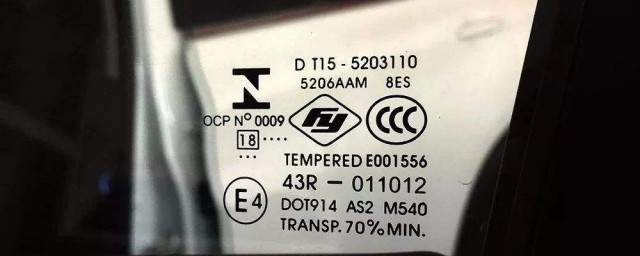 D T15 - 5203110
5206AAM 8ES
N
OCP Nº 0009
FY
CCC
18 ....
...
TEMPERED E001556
E4
43R - 011012
DOT914 AS2 M540
TRANSP. 70% MIN.